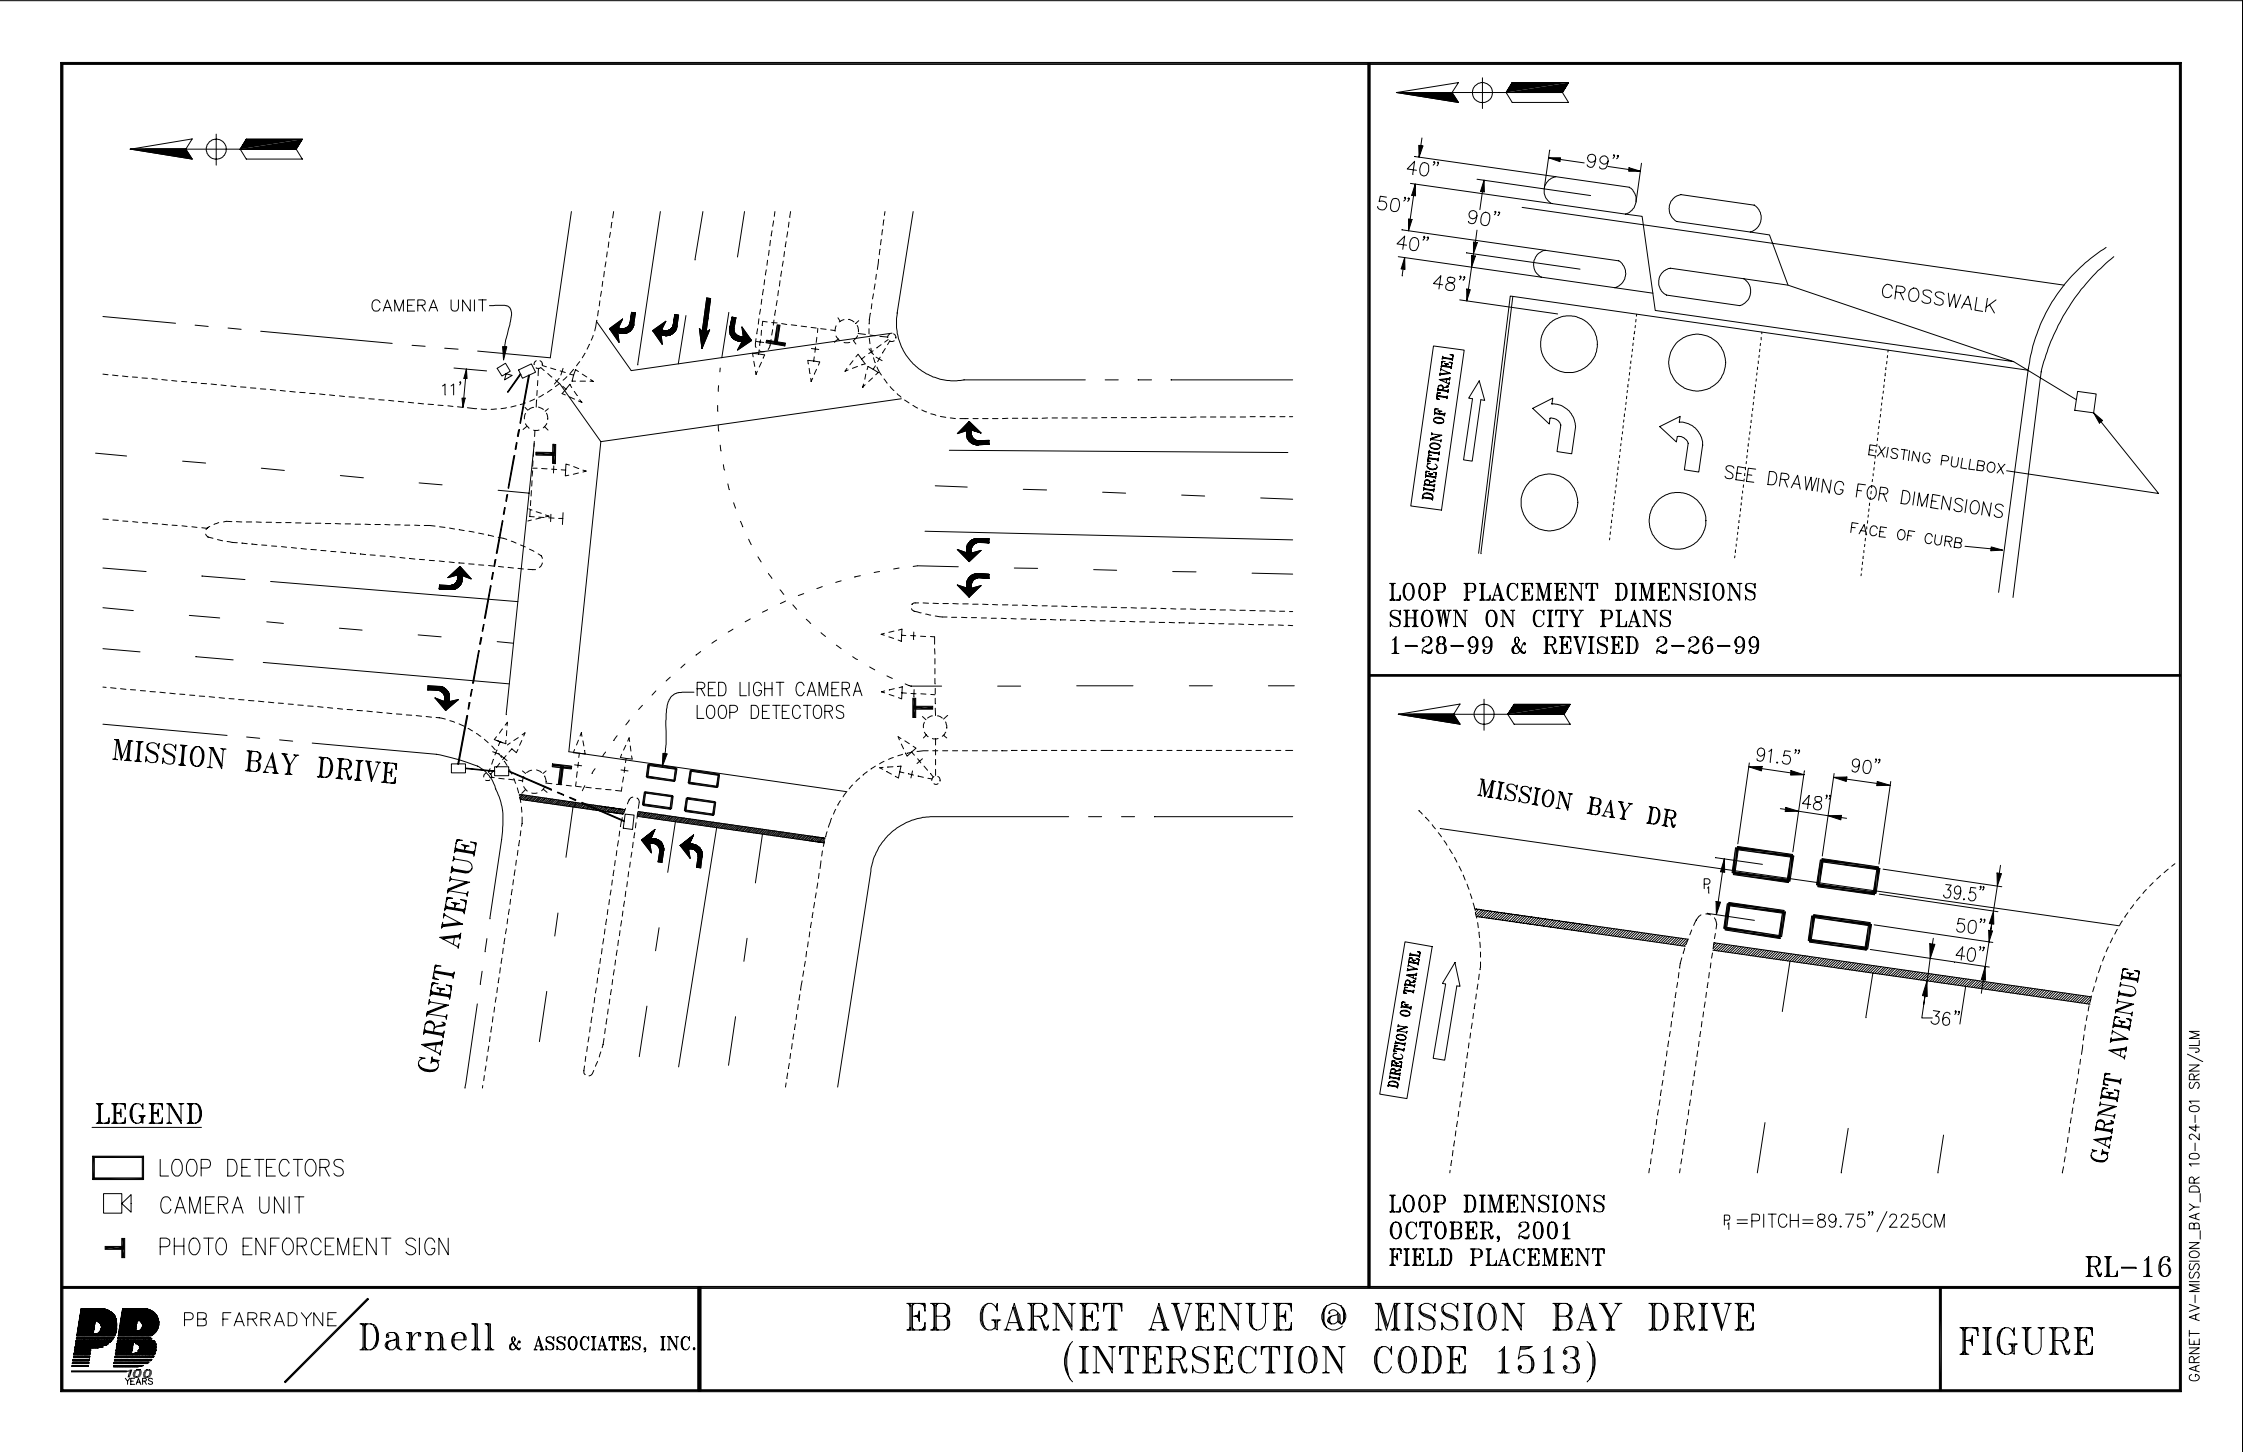 CAMERA UNIT
11'
RED LIGHT CAMERA
LOOP DETECTORS
MISSION BAY DRIVE
GARNET AVENUE
LEGEND
LOOP DETECTORS
CAMERA UNIT
PHOTO ENFORCEMENT SIGN
99"
40"
50"
90"
40"
48"
CROSSWALK
DIRECTION OF TRAVEL
EXISTING PULLBOX
SEE DRAWING FOR DIMENSIONS
FACE OF CURB
LOOP PLACEMENT DIMENSIONS
SHOWN ON CITY PLANS
1-28-99 & REVISED 2-26-99
91.5"
90"
48"
MISSION BAY DR
P1
39.5"
50"
40"
36"
DIRECTION OF TRAVEL
GARNET AVENUE
LOOP DIMENSIONS
OCTOBER, 2001
FIELD PLACEMENT
P1=PITCH=89.75"/225CM
RL-16
PB
100
YEARS
PB FARRADYNE
Darnell & ASSOCIATES, INC.
EB GARNET AVENUE @ MISSION BAY DRIVE
(INTERSECTION CODE 1513)
FIGURE
GARNET AV-MISSION_BAY_DR 10-24-01 SRN/JLM